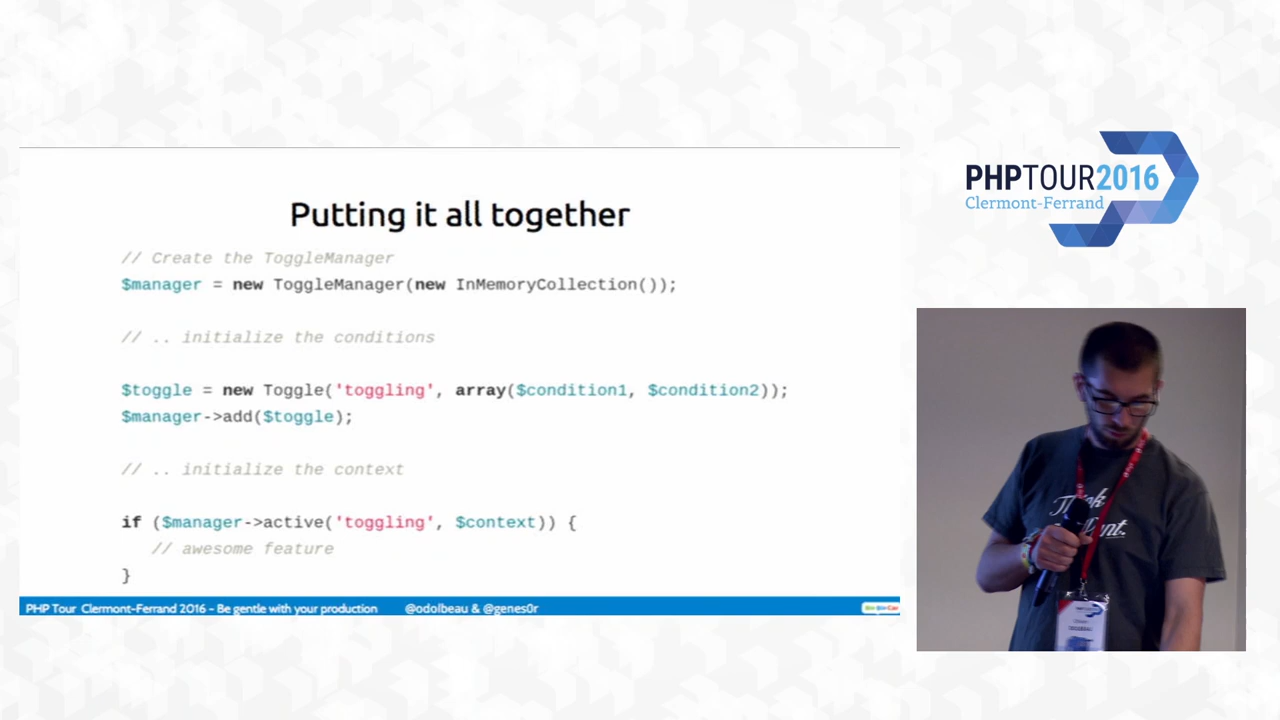 Putting it all together
// Create the ToggleManager
$manager = new ToggleManager(new InMemoryCollection());
// .. initialize the conditions
$toggle = new Toggle('toggling', array($condition1, $condition2));
$manager->add($toggle);
// .. initialize the context
if ($manager->active('toggling', $context)) {
// awesome feature
}
PHP Tour Clermont-Ferrand 2016 - Be gentle with your production @odolbeau & @genes0r
PHPTOUR2016
Clermont-Ferrand
Think